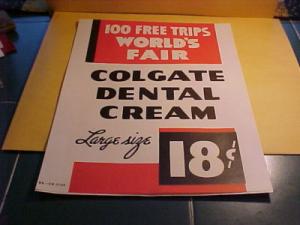 100 FREE TRIPS
WORLD'S
FAIR
COLGATE
DENTAL
CREAM
Large size
18¢